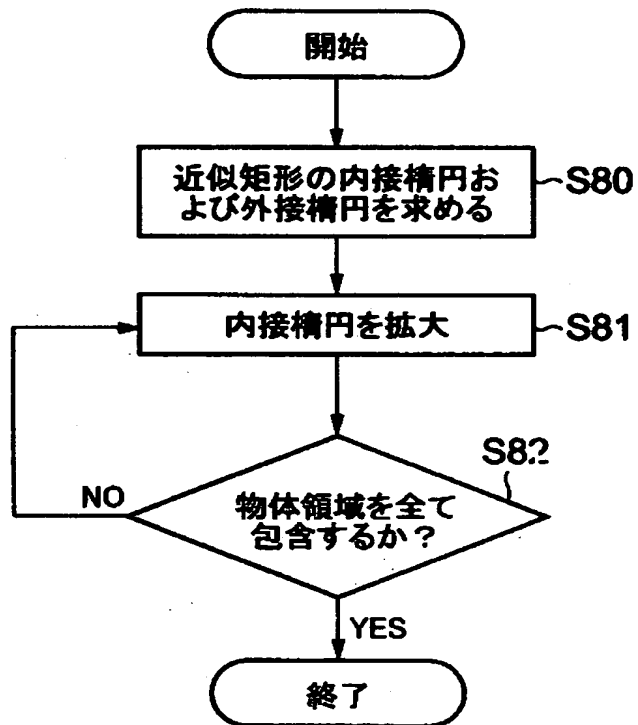 開始
近似矩形の内接楕円お
よび外接楕円を求める
S80
内接楕円を拡大
S81
S82
物体領域を全て
包含するか？
NO
YES
終了